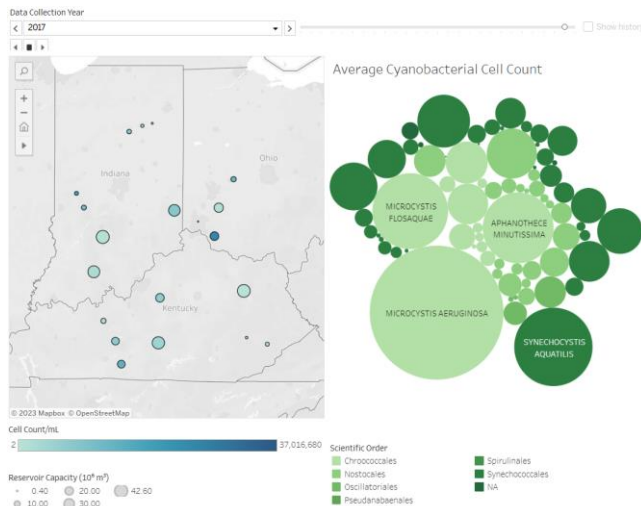 Data Collection Year
2017
Show history
Average Cyanobacterial Cell Count
Indiana
Ohio
Kentucky
MICROCYSTIS
FLOSAQUAE
APHANOTHECE
MINUTISSIMA
MICROCYSTIS AERUGINOSA
SYNECHOCYSTIS
AQUATILIS
© 2023 Mapbox © OpenStreetMap
Cell Count/mL
2 37,016,680
Reservoir Capacity (10⁶ m³)
0.40 20.00 42.60
10.00 30.00
Scientific Order
Chroococcales Spirulinales
Nostocales Synechococcales
Oscillatoriales NA
Pseudanabaenales